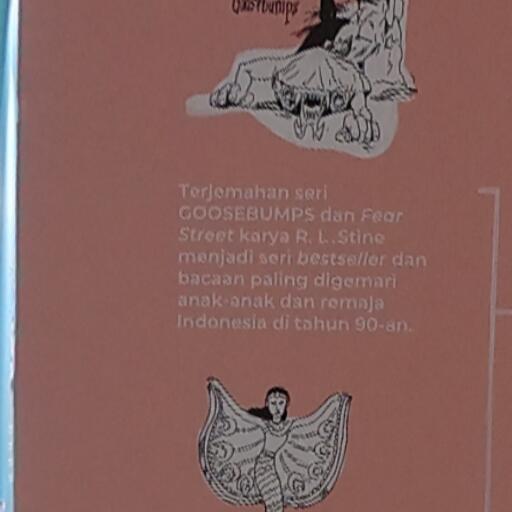 Goosebumps
Terjemahan seri
GOOSEBUMPS dan Fear
Street karya R. L. Stine
menjadi seri bestseller dan
bacaan paling digemari
anak-anak dan remaja
Indonesia di tahun 90-an.